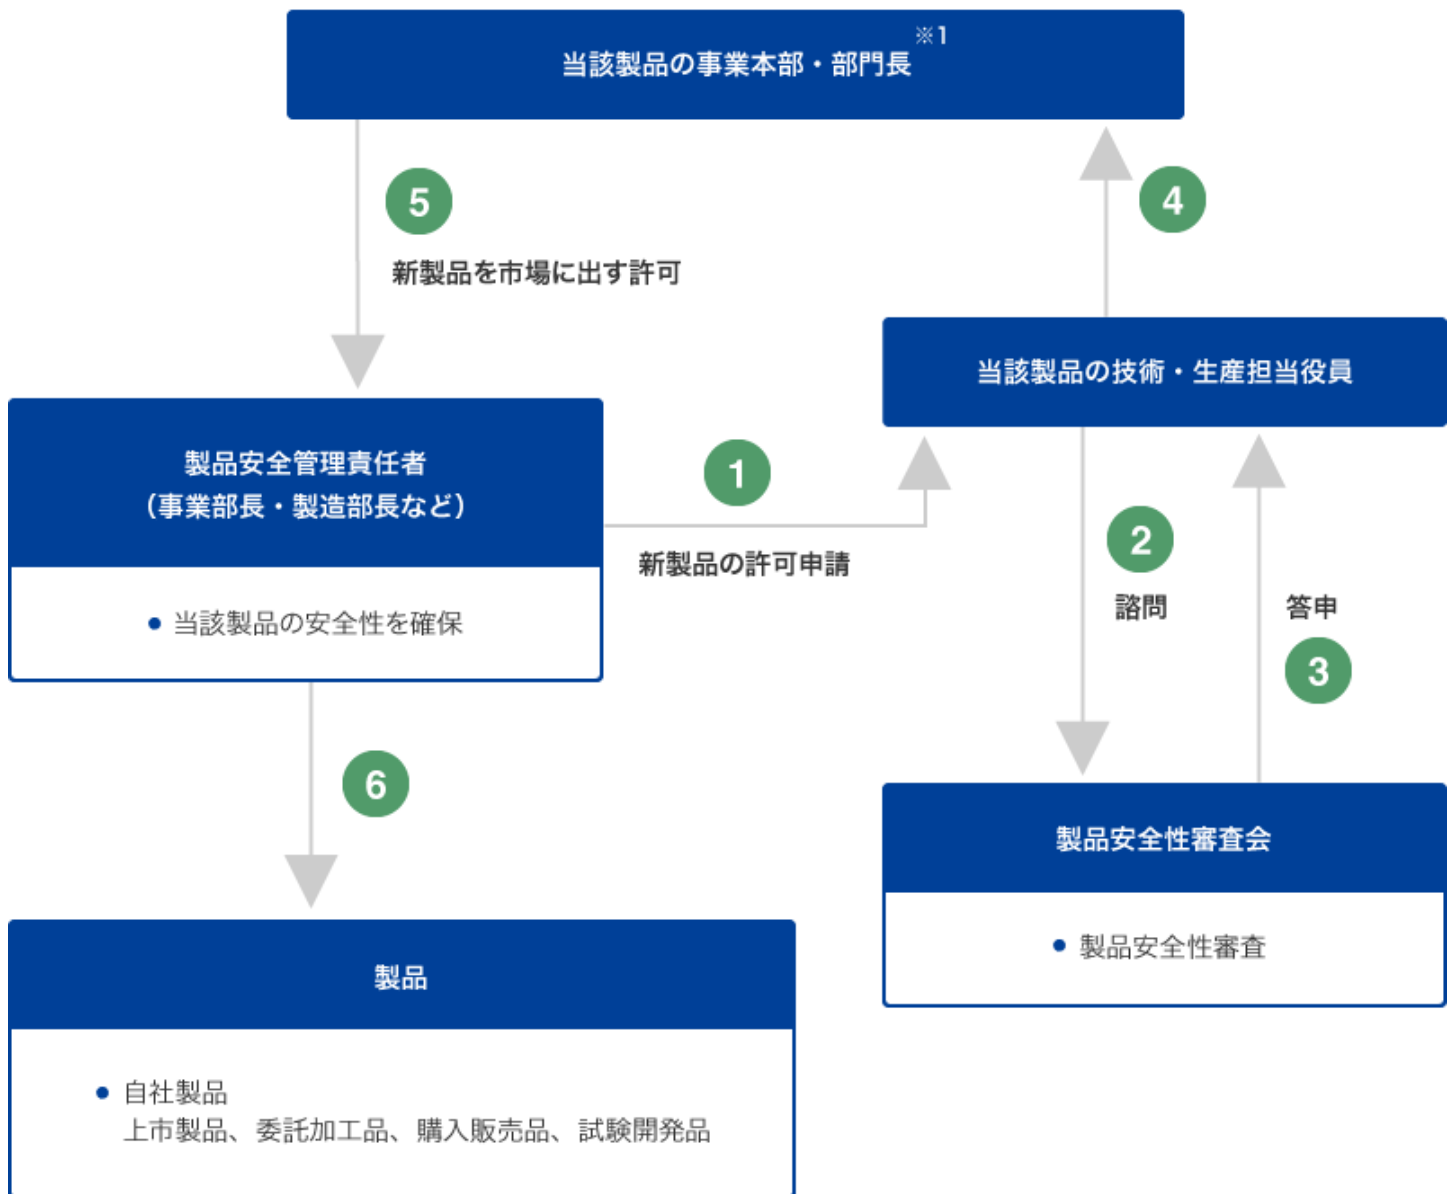 当該製品の事業本部・部門長※1
5
新製品を市場に出す許可
4
当該製品の技術・生産担当役員
製品安全管理責任者
（事業部長・製造部長など）
当該製品の安全性を確保
1
新製品の許可申請
2
諮問
答申
3
6
製品安全性審査会
製品安全性審査
製品
自社製品
上市製品、委託加工品、購入販売品、試験開発品